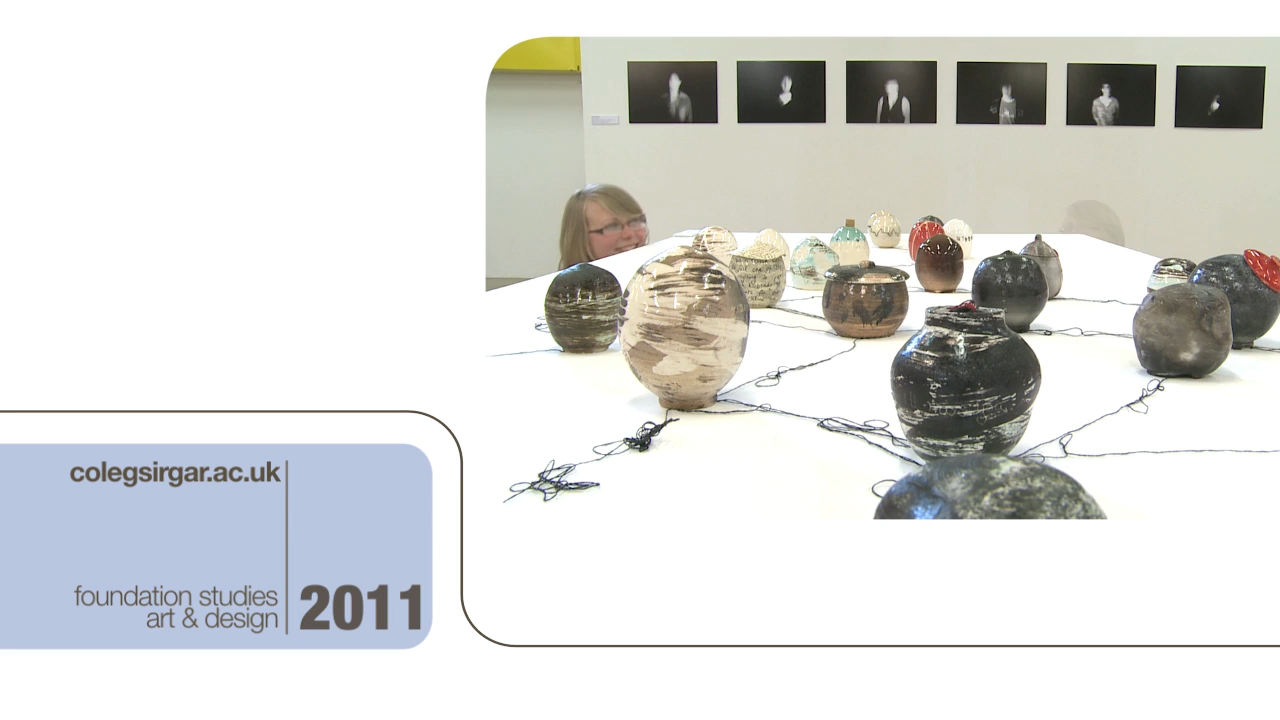 colegsirgar.ac.uk
foundation studies
art & design
2011